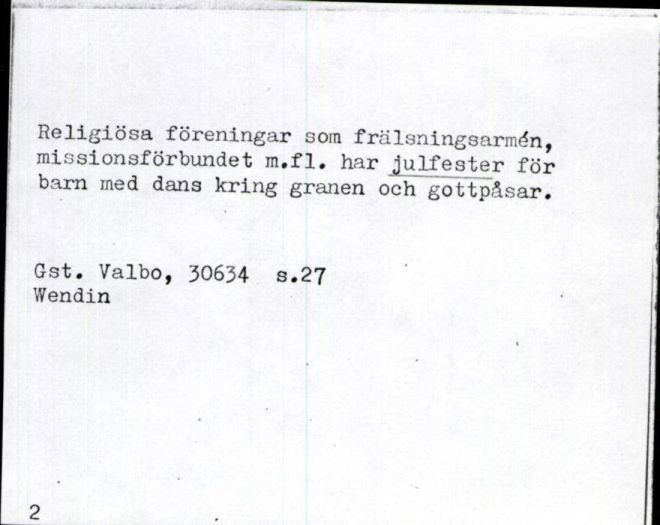 Religiösa föreningar som frälsningsarmén,
missionsförbundet m.fl. har julfester för
barn med dans kring granen och gottpåsar.
Gst. Valbo, 30634 s.27
Wendin
2